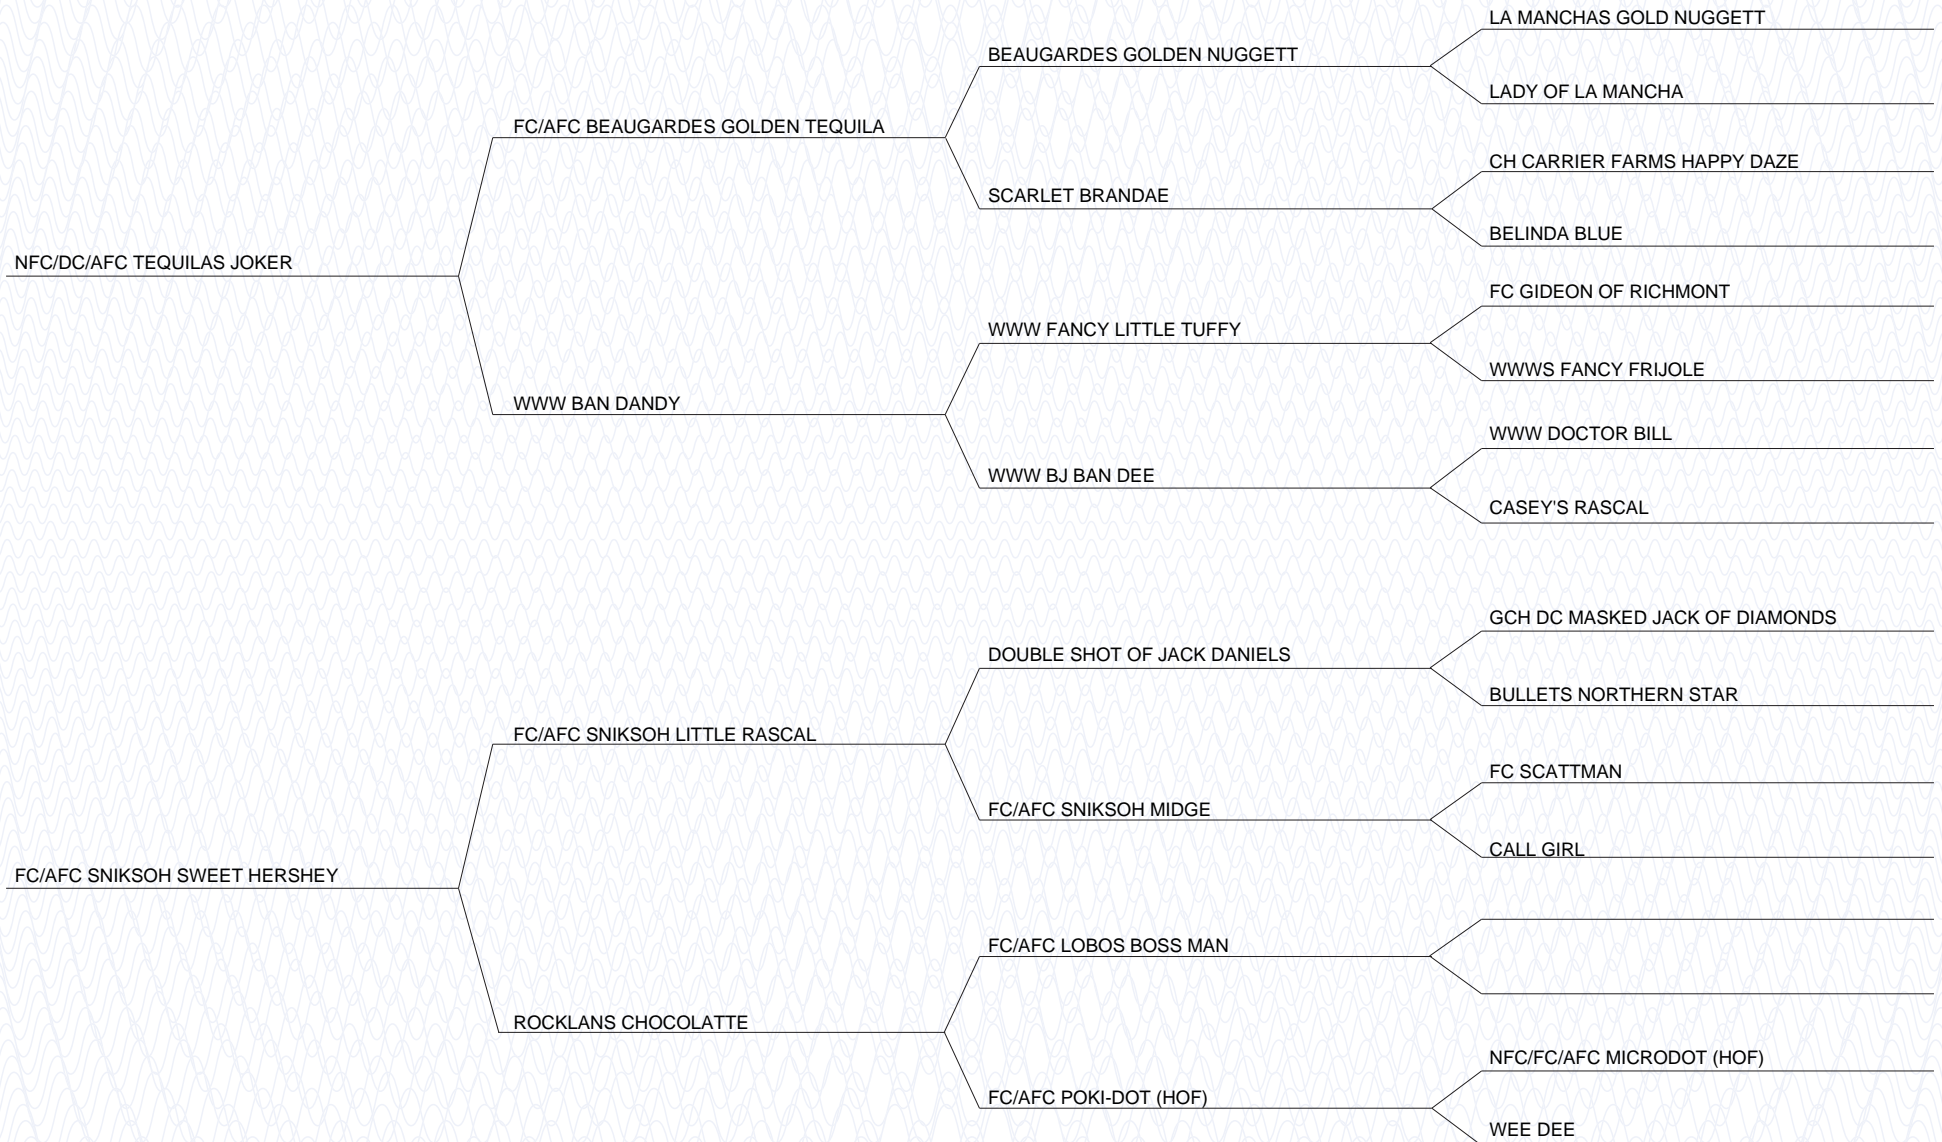 LA MANCHAS GOLD NUGGETT
BEAUGARDES GOLDEN NUGGETT
LADY OF LA MANCHA
FC/AFC BEAUGARDES GOLDEN TEQUILA
CH CARRIER FARMS HAPPY DAZE
SCARLET BRANDAE
BELINDA BLUE
NFC/DC/AFC TEQUILAS JOKER
FC GIDEON OF RICHMONT
WWW FANCY LITTLE TUFFY
WWWS FANCY FRIJOLE
WWW BAN DANDY
WWW DOCTOR BILL
WWW BJ BAN DEE
CASEY'S RASCAL
GCH DC MASKED JACK OF DIAMONDS
DOUBLE SHOT OF JACK DANIELS
BULLETS NORTHERN STAR
FC/AFC SNIKSOH LITTLE RASCAL
FC SCATTMAN
FC/AFC SNIKSOH MIDGE
CALL GIRL
FC/AFC SNIKSOH SWEET HERSHEY
FC/AFC LOBOS BOSS MAN
ROCKLANS CHOCOLATTE
NFC/FC/AFC MICRODOT (HOF)
FC/AFC POKI-DOT (HOF)
WEE DEE